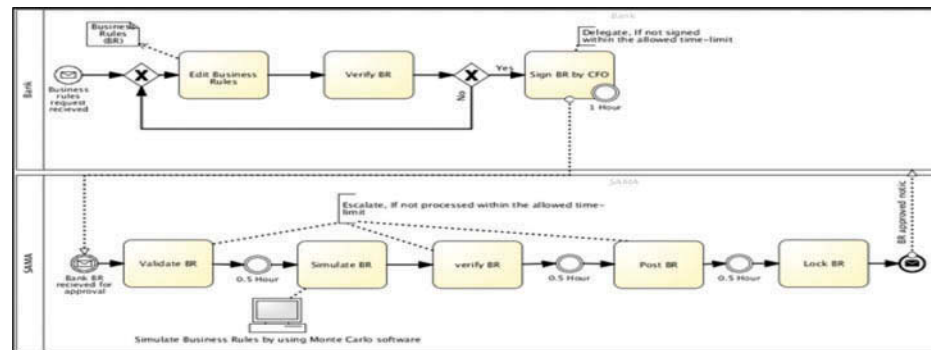 Bank
Business
Rules
(BR)
Delegate, If not signed
within the allowed time-limit
Bank
Edit Business
Rules
Verify BR
Yes
Sign BR by CFO
No
Business
rules
request
recieved
1 Hour
SAMA
Escalate, If not processed within the allowed time-
limit
BR approved notic
SAMA
Validate BR
Simulate BR
verify BR
Post BR
Lock BR
Bank BR
recieved for
approval
0.5 Hour
0.5 Hour
0.5 Hour
Simulate Business Rules by using Monte Carlo software